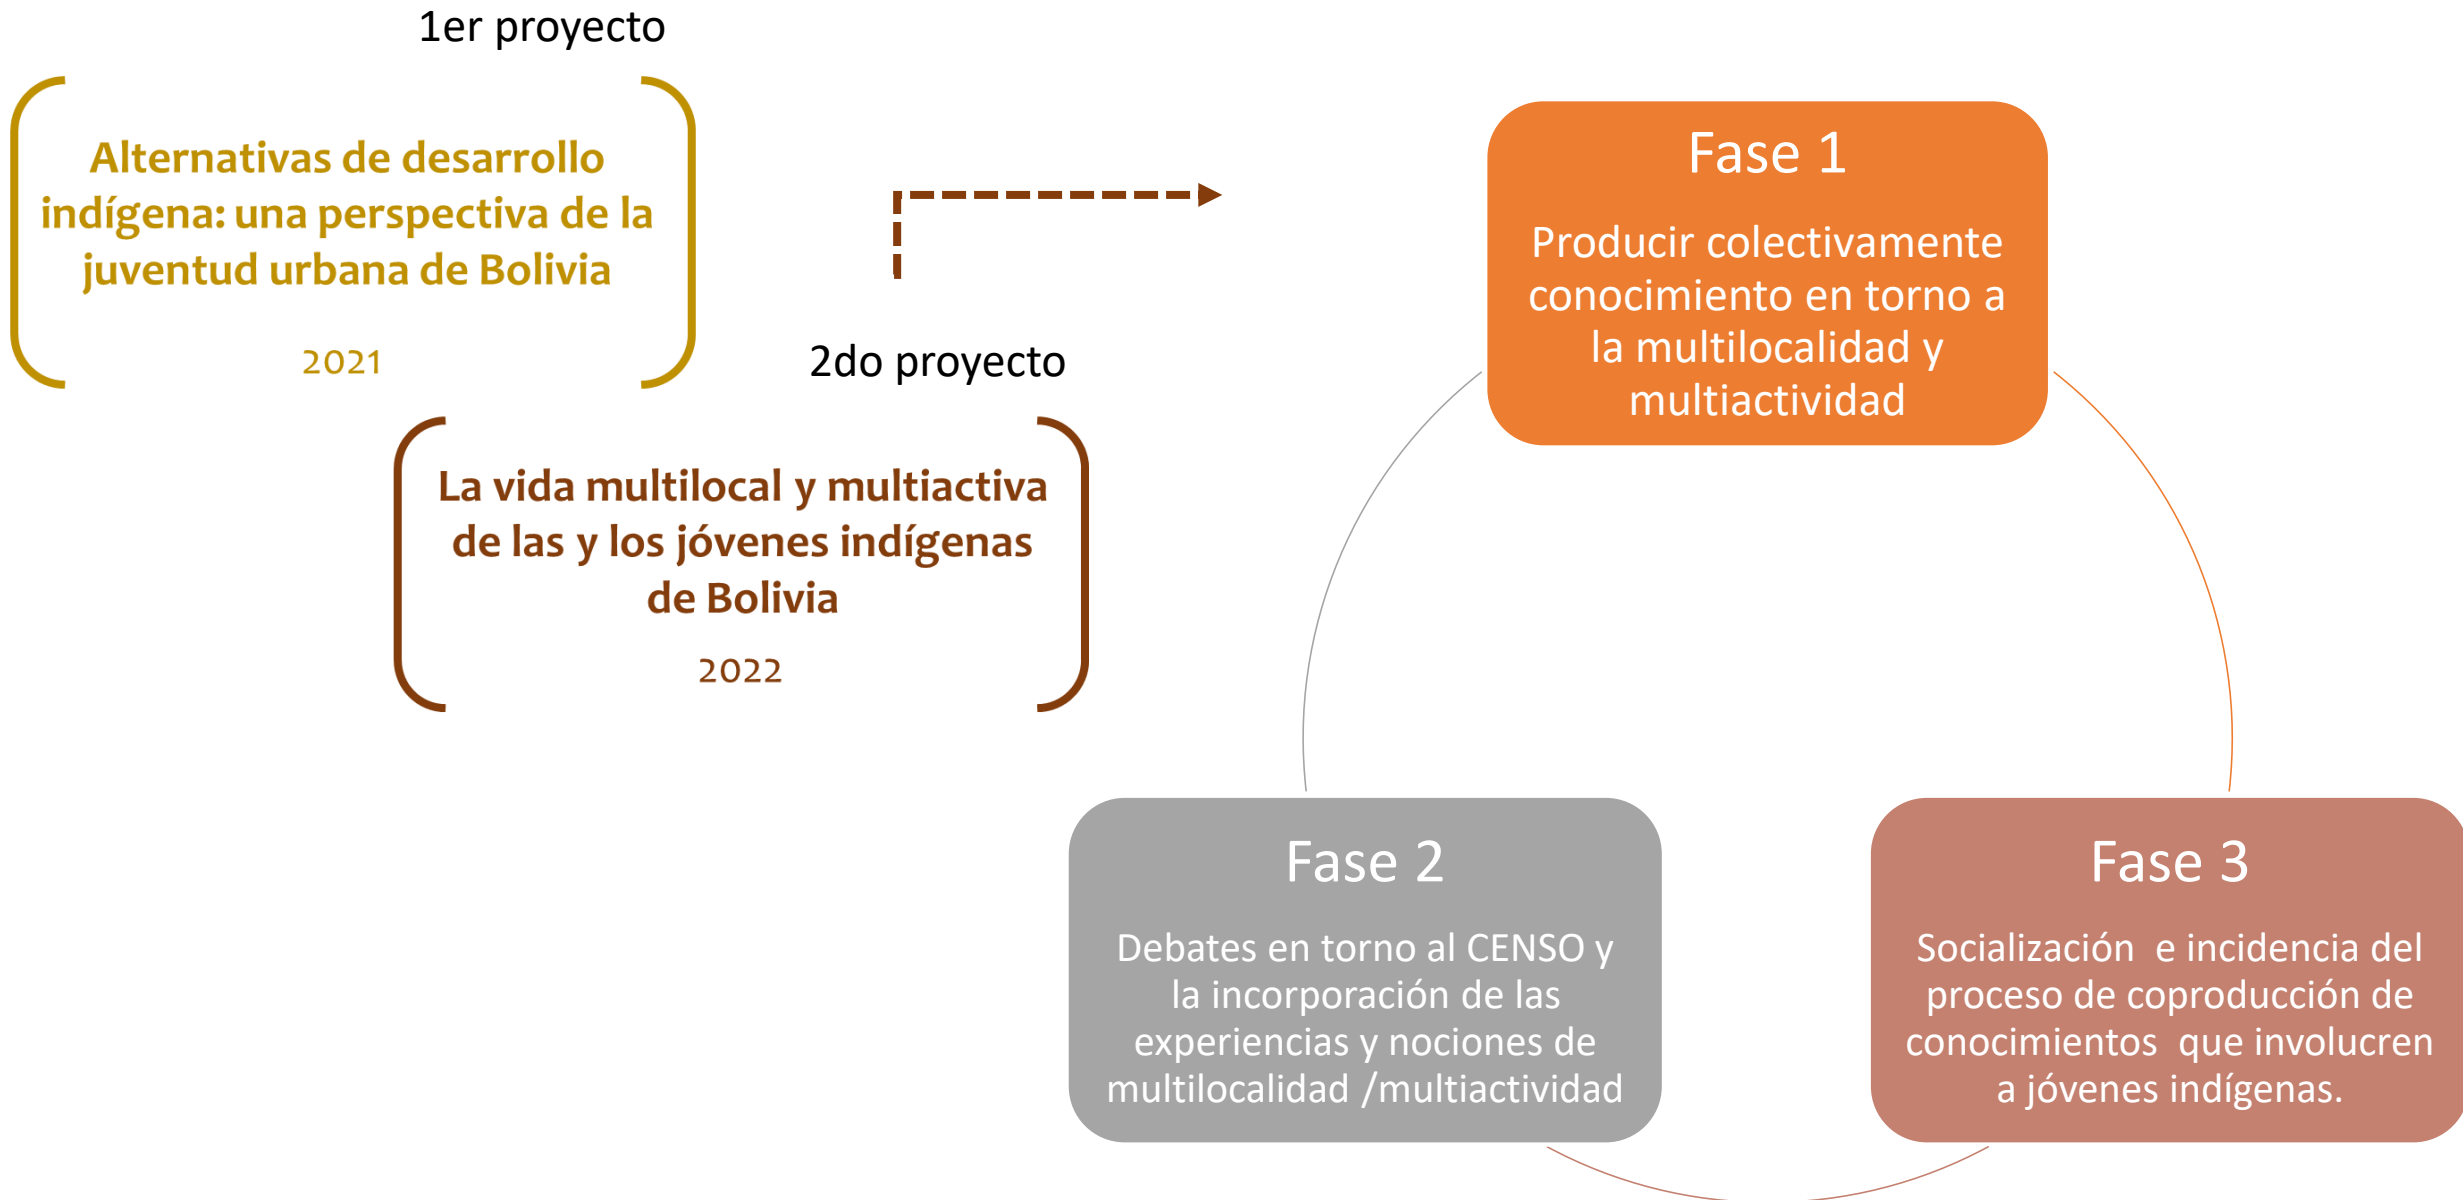 1er proyecto
Alternativas de desarrollo
indígena: una perspectiva de la
juventud urbana de Bolivia
2021
2do proyecto
La vida multilocal y multiactiva
de las y los jóvenes indígenas
de Bolivia
2022
Fase 1
Producir colectivamente
conocimiento en torno a
la multilocalidad y
multiactividad
Fase 2
Debates en torno al CENSO y
la incorporación de las
experiencias y nociones de
multilocalidad /multiactividad
Fase 3
Socialización  e incidencia del
proceso de coproducción de
conocimientos  que involucren
a jóvenes indígenas.